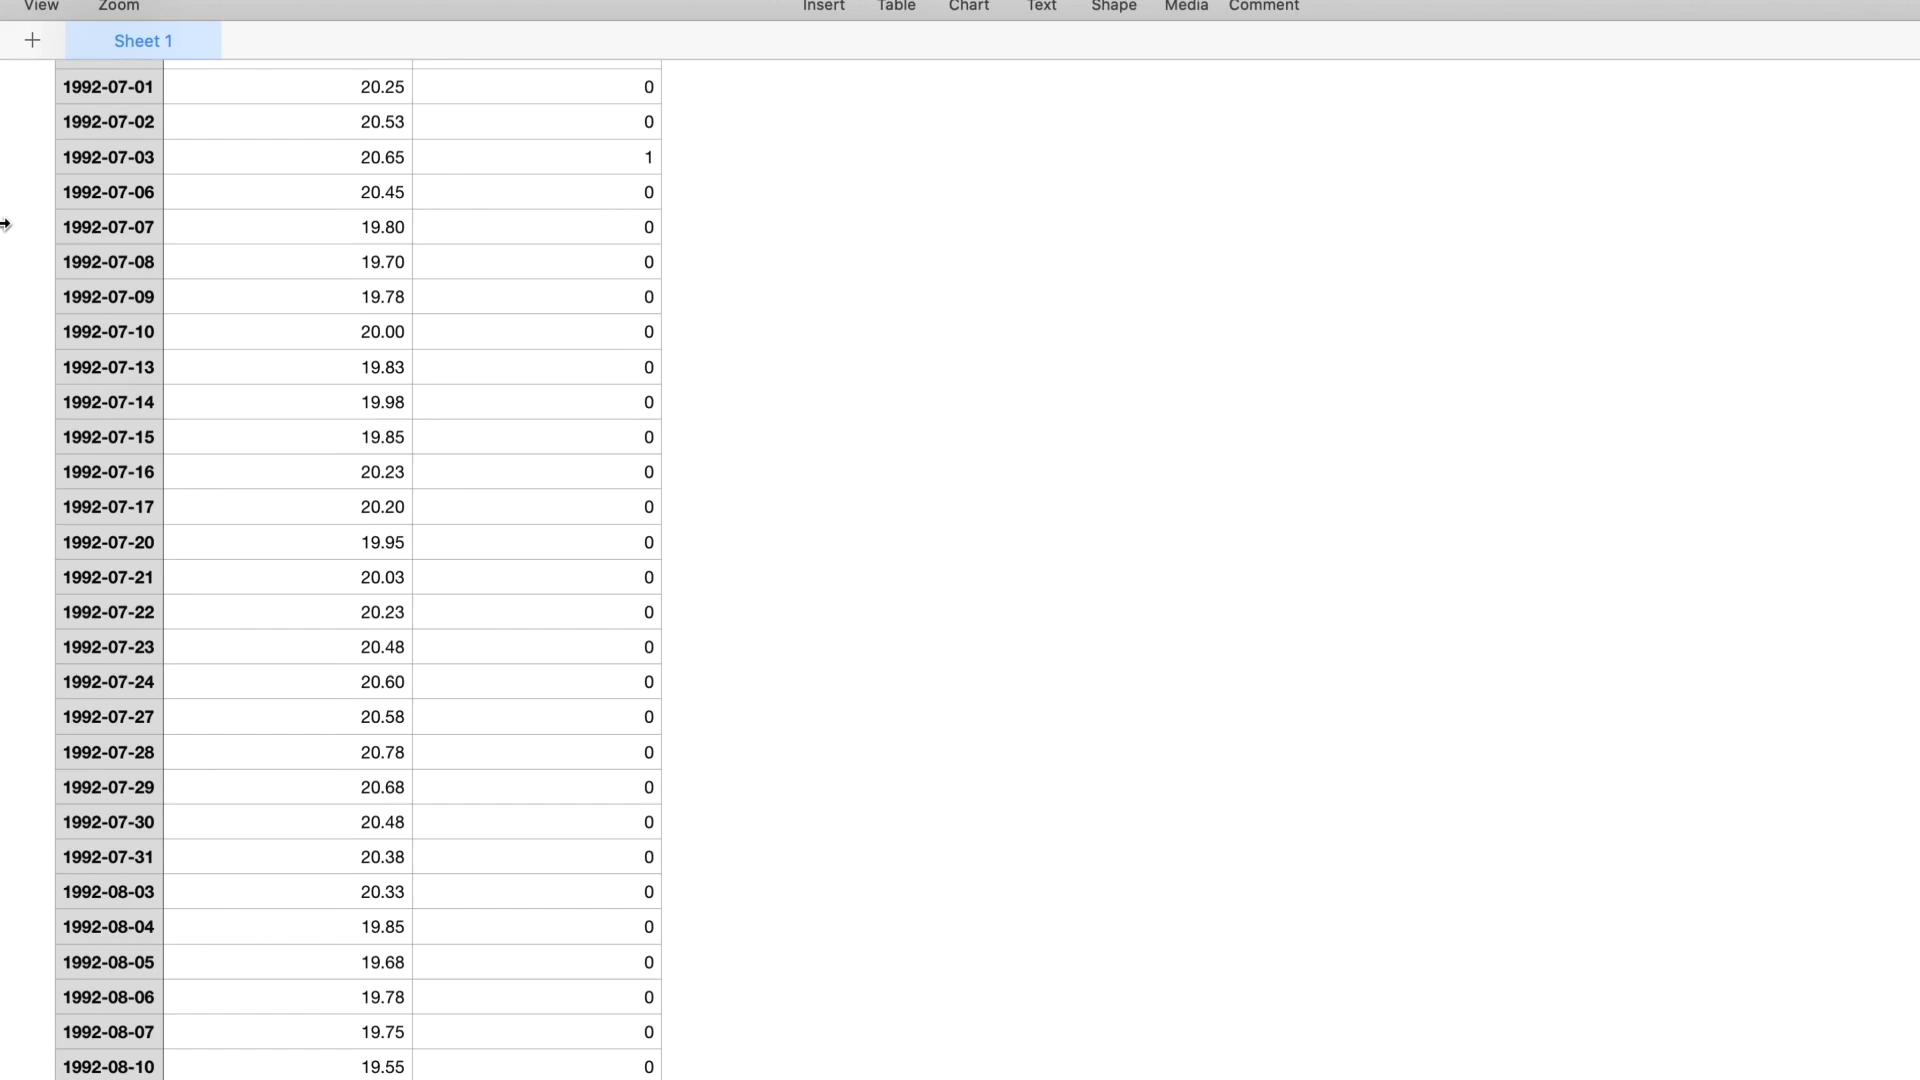 View Zoom Insert Table Chart Text Shape Media Comment
+ Sheet 1
1992-07-01 20.25 0
1992-07-02 20.53 0
1992-07-03 20.65 1
1992-07-06 20.45 0
1992-07-07 19.80 0
1992-07-08 19.70 0
1992-07-09 19.78 0
1992-07-10 20.00 0
1992-07-13 19.83 0
1992-07-14 19.98 0
1992-07-15 19.85 0
1992-07-16 20.23 0
1992-07-17 20.20 0
1992-07-20 19.95 0
1992-07-21 20.03 0
1992-07-22 20.23 0
1992-07-23 20.48 0
1992-07-24 20.60 0
1992-07-27 20.58 0
1992-07-28 20.78 0
1992-07-29 20.68 0
1992-07-30 20.48 0
1992-07-31 20.38 0
1992-08-03 20.33 0
1992-08-04 19.85 0
1992-08-05 19.68 0
1992-08-06 19.78 0
1992-08-07 19.75 0
1992-08-10 19.55 0